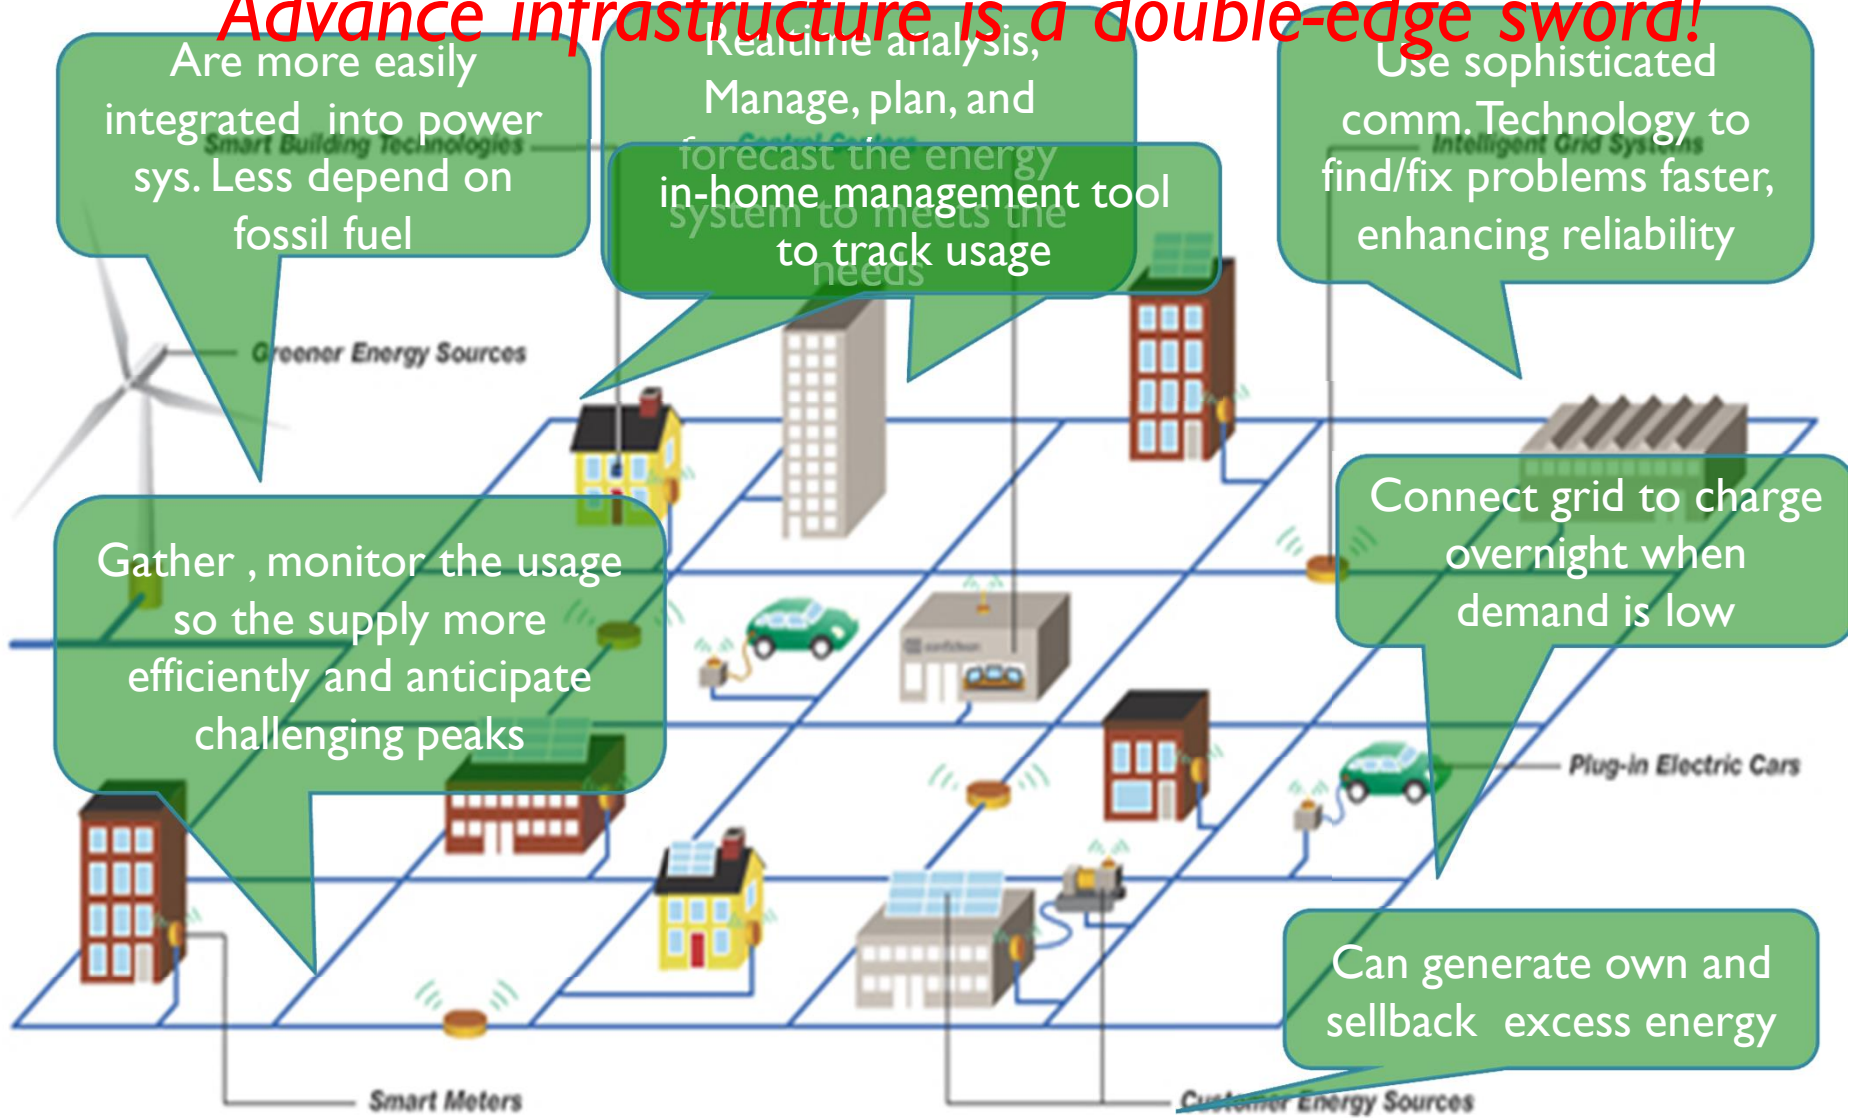 Advance infrastructure is a double-edge sword!
Are more easily
integrated into power
sys. Less depend on
fossil fuel
Smart Building Technologies
Realtime analysis,
Manage, plan, and
forecast the energy
system to meets the
needs
Control Centers
in-home management tool
to track usage
Use sophisticated
comm. Technology to
find/fix problems faster,
enhancing reliability
Intelligent Grid Systems
Greener Energy Sources
Gather , monitor the usage
so the supply more
efficiently and anticipate
challenging peaks
Connect grid to charge
overnight when
demand is low
Plug-in Electric Cars
Can generate own and
sellback excess energy
Smart Meters
Customer Energy Sources